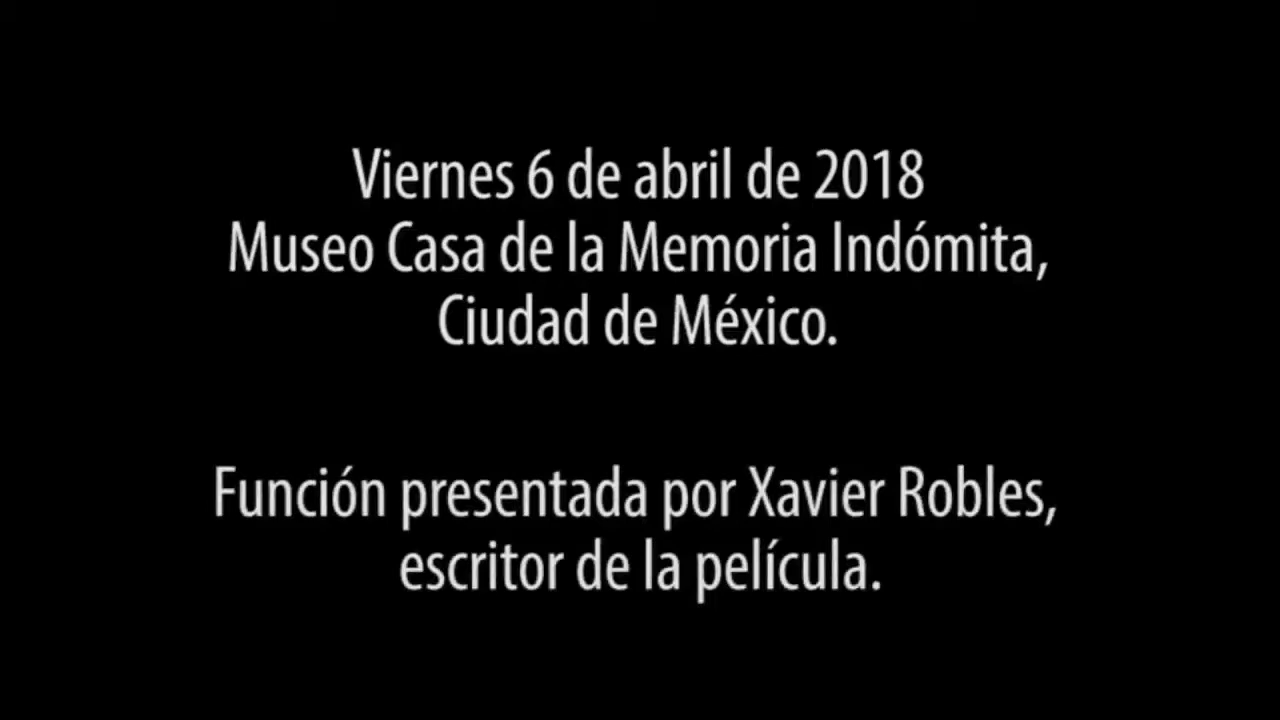 Viernes 6 de abril de 2018
Museo Casa de la Memoria Indómita,
Ciudad de México.
Función presentada por Xavier Robles,
escritor de la película.